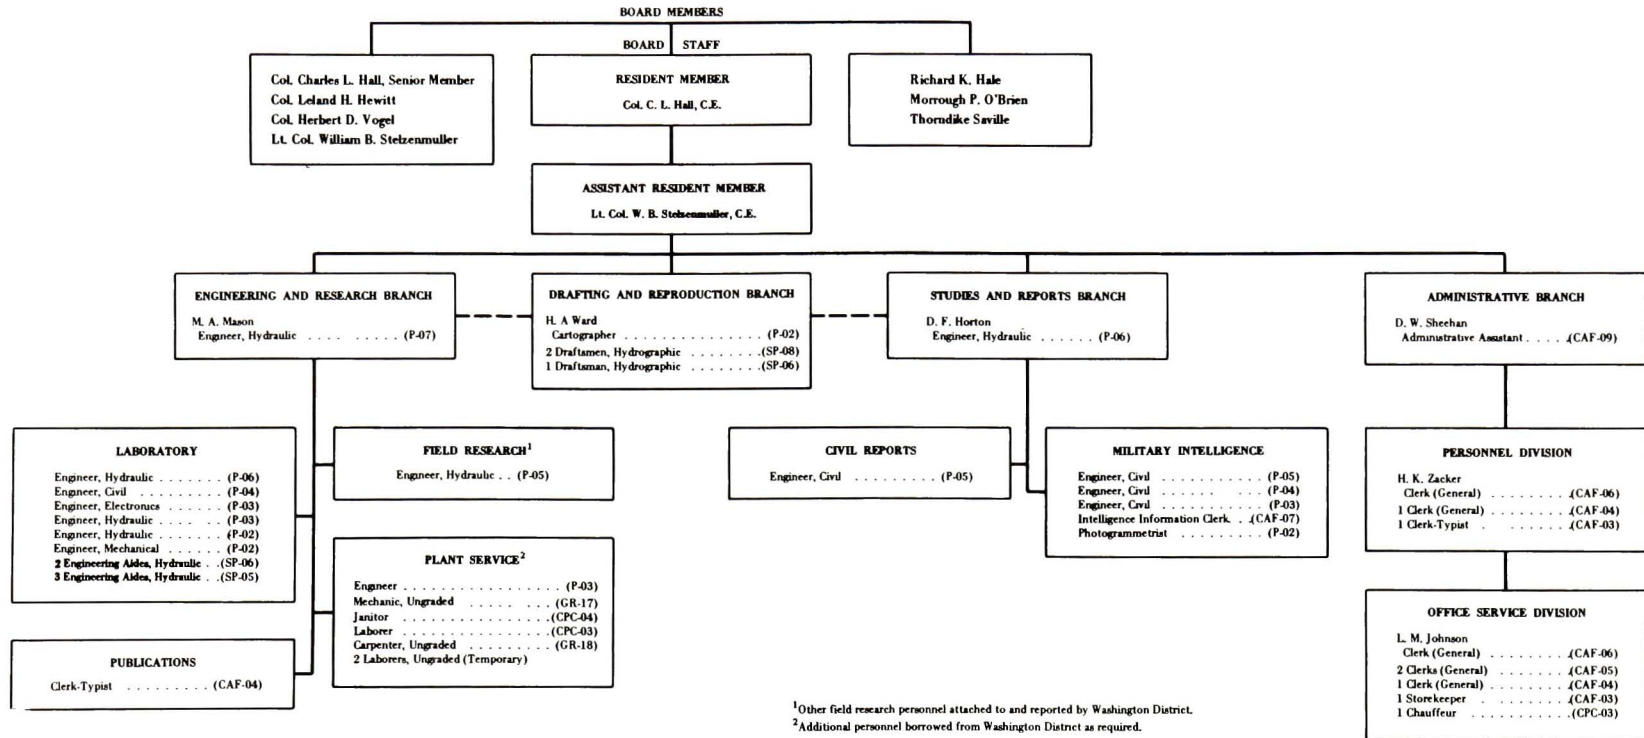 BOARD MEMBERS
BOARD STAFF
Col. Charles L. Hall, Senior Member
Col. Leland H. Hewitt
Col. Herbert D. Vogel
Lt. Col. William B. Stelzenmuller
RESIDENT MEMBER
Col. C. L. Hall, C.E.
Richard K. Hale
Morrough P. O'Brien
Thorndike Saville
ASSISTANT RESIDENT MEMBER
Lt. Col. W. B. Stelzenmuller, C.E.
ENGINEERING AND RESEARCH BRANCH
M. A. Mason
Engineer, Hydraulic . . . . . . . . . (P-07)
DRAFTING AND REPRODUCTION BRANCH
H. A Ward
Cartographer . . . . . . . . . . . . . . . (P-02)
2 Draftsmen, Hydrographic . . . . . . . . (SP-08)
1 Draftsman, Hydrographic . . . . . . . . (SP-06)
STUDIES AND REPORTS BRANCH
D. F. Horton
Engineer, Hydraulic . . . . . . (P-06)
ADMINISTRATIVE BRANCH
D. W. Sheehan
Administrative Assistant . . . . .(CAF-09)
LABORATORY
Engineer, Hydraulic . . . . . . . (P-06)
Engineer, Civil . . . . . . . . . (P-04)
Engineer, Electronics . . . . . . (P-03)
Engineer, Hydraulic . . . . . . (P-03)
Engineer, Hydraulic . . . . . . .(P-02)
Engineer, Mechanical . . . . . . (P-02)
2 Engineering Aides, Hydraulic . .(SP-06)
3 Engineering Aides, Hydraulic . .(SP-05)
FIELD RESEARCH1
Engineer, Hydraulic . . (P-05)
PLANT SERVICE2
Engineer . . . . . . . . . . . . . . . . . (P-03)
Mechanic, Ungraded . . . . . . . (GR-17)
Janitor . . . . . . . . . . . . . . . . (CPC-04)
Laborer . . . . . . . . . . . . . . . (CPC-03)
Carpenter, Ungraded . . . . . . . . (GR-18)
2 Laborers, Ungraded (Temporary)
PUBLICATIONS
Clerk-Typist . . . . . . . . . (CAF-04)
CIVIL REPORTS
Engineer, Civil . . . . . . . . . (P-05)
MILITARY INTELLIGENCE
Engineer, Civil . . . . . . . . . . . (P-05)
Engineer, Civil . . . . . . . (P-04)
Engineer, Civil . . . . . . . . . . . (P-03)
Intelligence Information Clerk. . .(CAF-07)
Photogrammetrist . . . . . . . . . (P-02)
PERSONNEL DIVISION
H. K. Zacker
Clerk (General) . . . . . . . . .(CAF-06)
1 Clerk (General) . . . . . . . . .(CAF-04)
1 Clerk-Typist . . . . . . . . . .(CAF-03)
OFFICE SERVICE DIVISION
L. M. Johnson
Clerk (General) . . . . . . . . .(CAF-06)
2 Clerks (General) . . . . . . . .(CAF-05)
1 Clerk (General) . . . . . . . . .(CAF-04)
1 Storekeeper . . . . . . . . . .(CAF-03)
1 Chauffeur . . . . . . . . . . (CPC-03)
1Other field research personnel attached to and reported by Washington District.
2Additional personnel borrowed from Washington District as required.